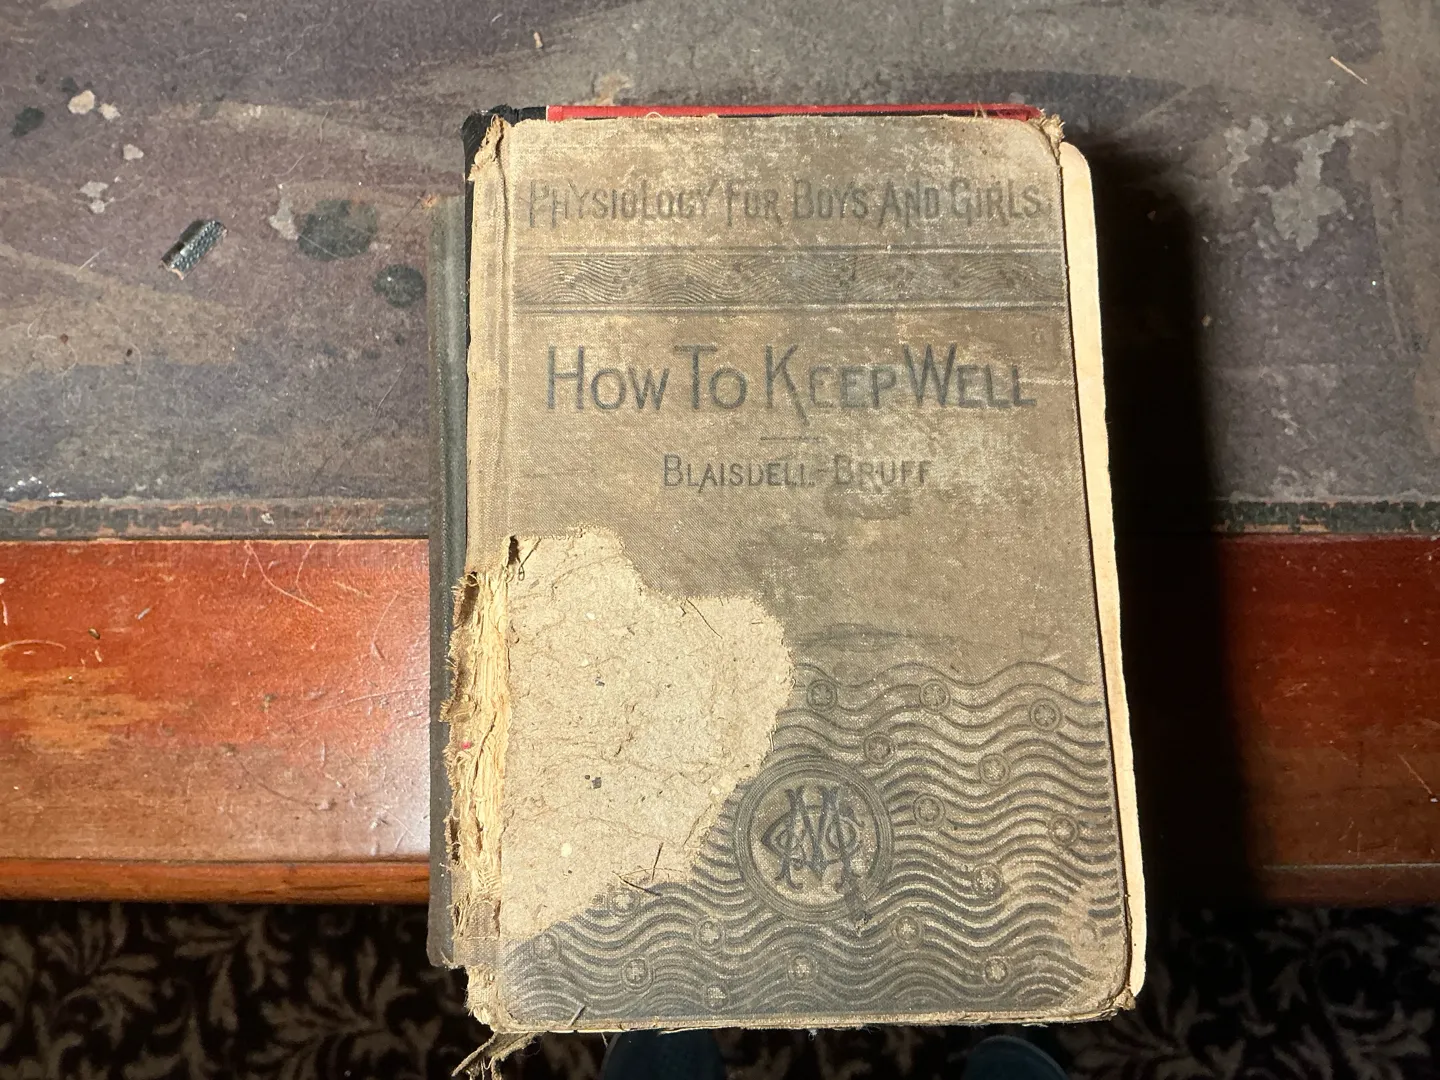 Physiology For Boys And Girls.
How To Keep Well
Blaisdell-Bruff